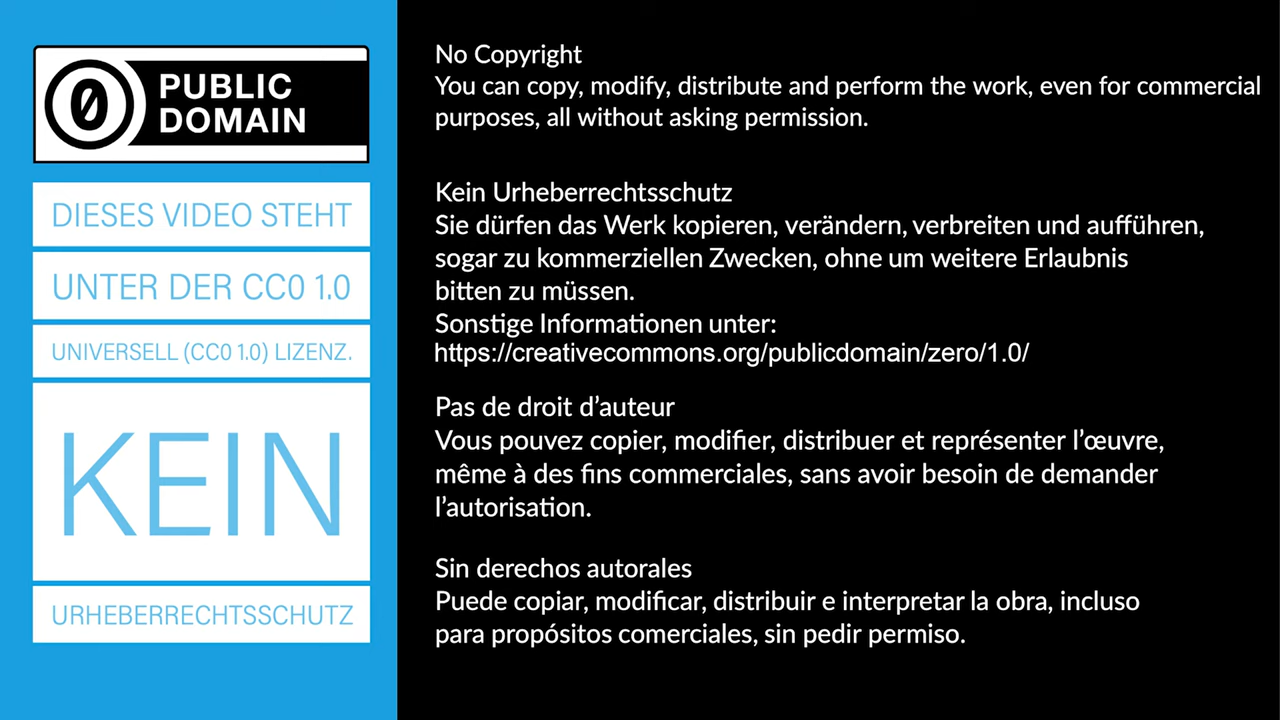 0 PUBLIC
DOMAIN
DIESES VIDEO STEHT
UNTER DER CC0 1.0
UNIVERSELL (CC0 1.0) LIZENZ.
KEIN
URHEBERRECHTSSCHUTZ
No Copyright
You can copy, modify, distribute and perform the work, even for commercial
purposes, all without asking permission.
Kein Urheberrechtsschutz
Sie dürfen das Werk kopieren, verändern, verbreiten und aufführen,
sogar zu kommerziellen Zwecken, ohne um weitere Erlaubnis
bitten zu müssen.
Sonstige Informationen unter:
https://creativecommons.org/publicdomain/zero/1.0/
Pas de droit d’auteur
Vous pouvez copier, modifier, distribuer et représenter l’œuvre,
même à des fins commerciales, sans avoir besoin de demander
l’autorisation.
Sin derechos autorales
Puede copiar, modificar, distribuir e interpretar la obra, incluso
para propósitos comerciales, sin pedir permiso.